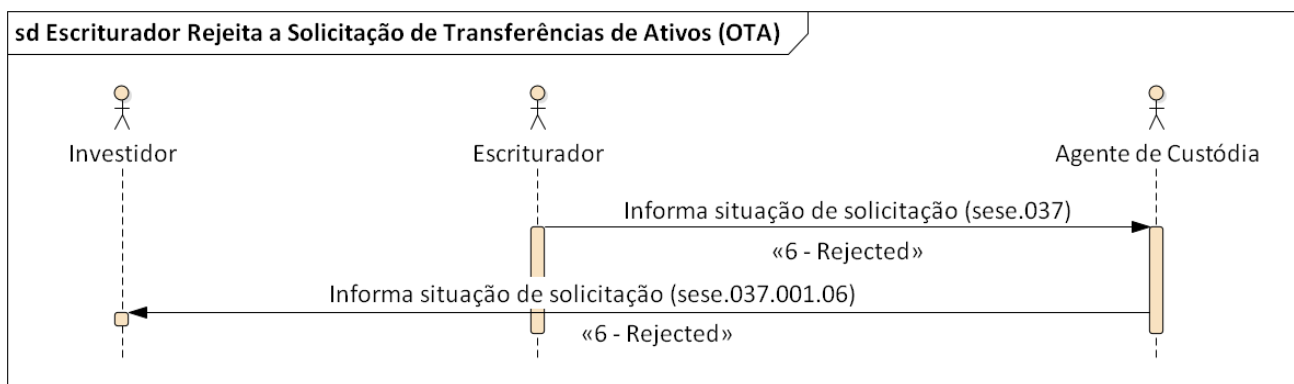 sd Escriturador Rejeita a Solicitação de Transferências de Ativos (OTA)
Investidor
Escriturador
Agente de Custódia
Informa situação de solicitação (sese.037)
«6 - Rejected»
Informa situação de solicitação (sese.037.001.06)
«6 - Rejected»